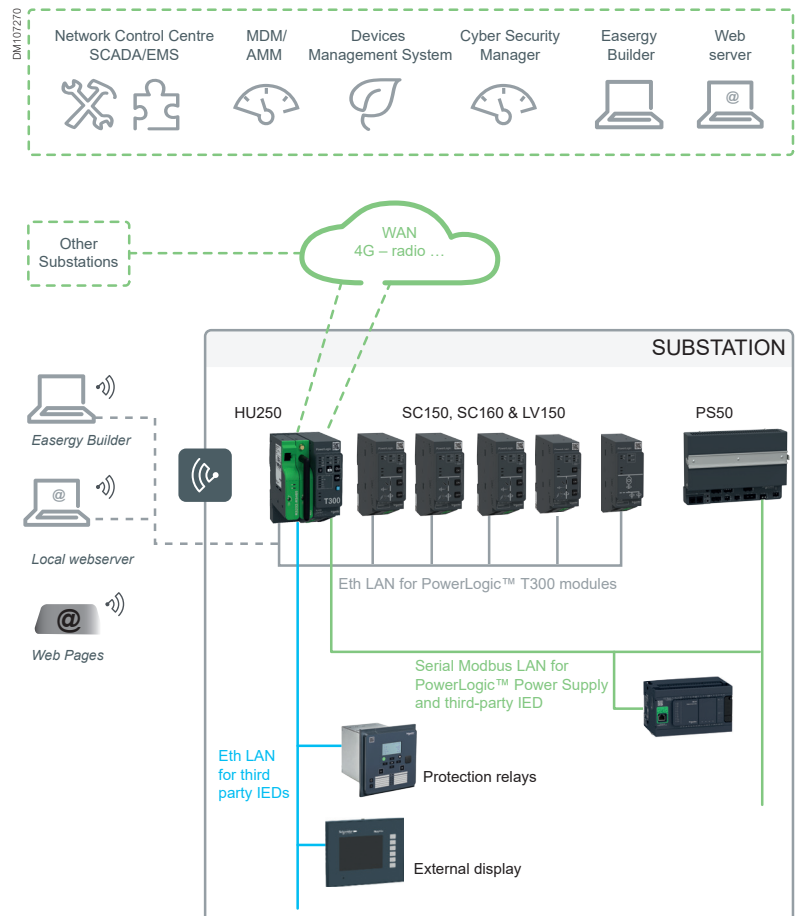 DM107270
Network Control Centre
SCADA/EMS
MDM/
AMM
Devices
Management System
Cyber Security
Manager
Easergy
Builder
Web
server
@
WAN
4G – radio ...
Other
Substations
SUBSTATION
HU250
SC150, SC160 & LV150
PS50
Easergy Builder
T300
@
Local webserver
Eth LAN for PowerLogic™ T300 modules
@
Web Pages
Serial Modbus LAN for
PowerLogic™ Power Supply
and third-party IED
Eth LAN
for third
party IEDs
Protection relays
External display